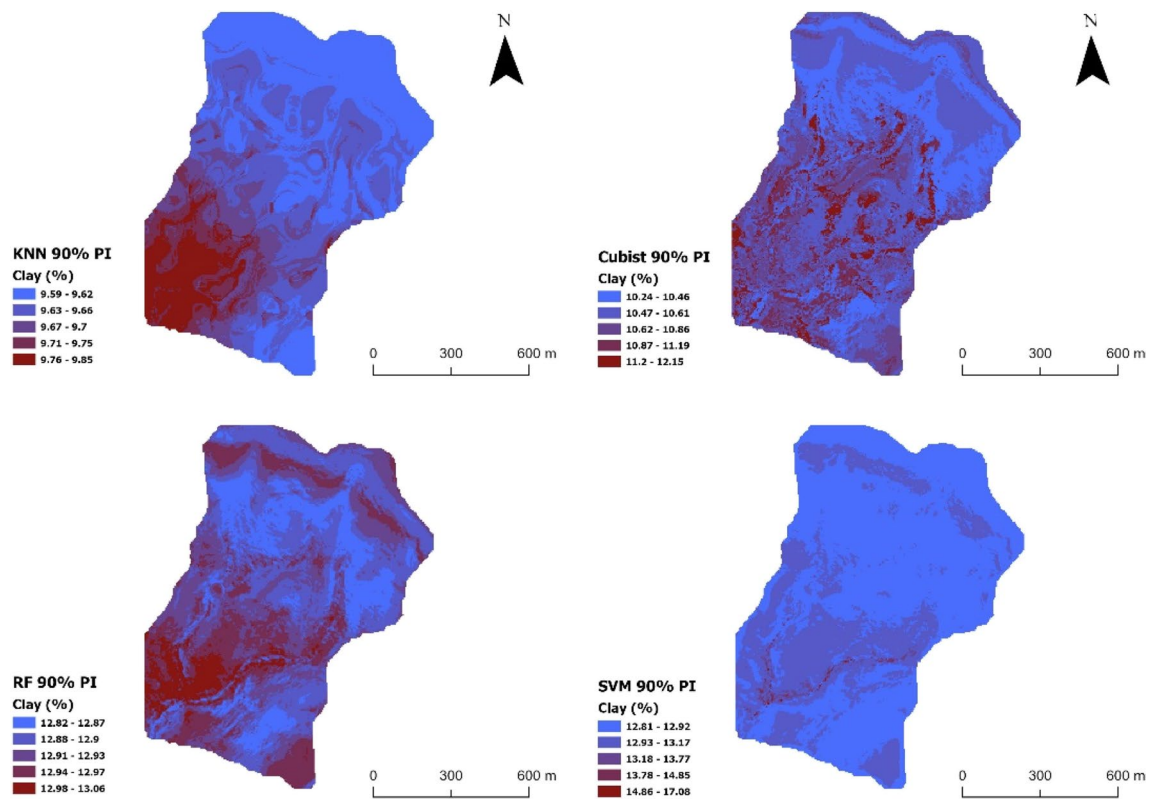 N
KNN 90% PI
Clay (%)
9.59 - 9.62
9.63 - 9.66
9.67 - 9.7
9.71 - 9.75
9.76 - 9.85
0 300 600 m
N
Cubist 90% PI
Clay (%)
10.24 - 10.46
10.47 - 10.61
10.62 - 10.86
10.87 - 11.19
11.2 - 12.15
0 300 600 m
RF 90% PI
Clay (%)
12.82 - 12.87
12.88 - 12.9
12.91 - 12.93
12.94 - 12.97
12.98 - 13.06
0 300 600 m
SVM 90% PI
Clay (%)
12.81 - 12.92
12.93 - 13.17
13.18 - 13.77
13.78 - 14.85
14.86 - 17.08
0 300 600 m